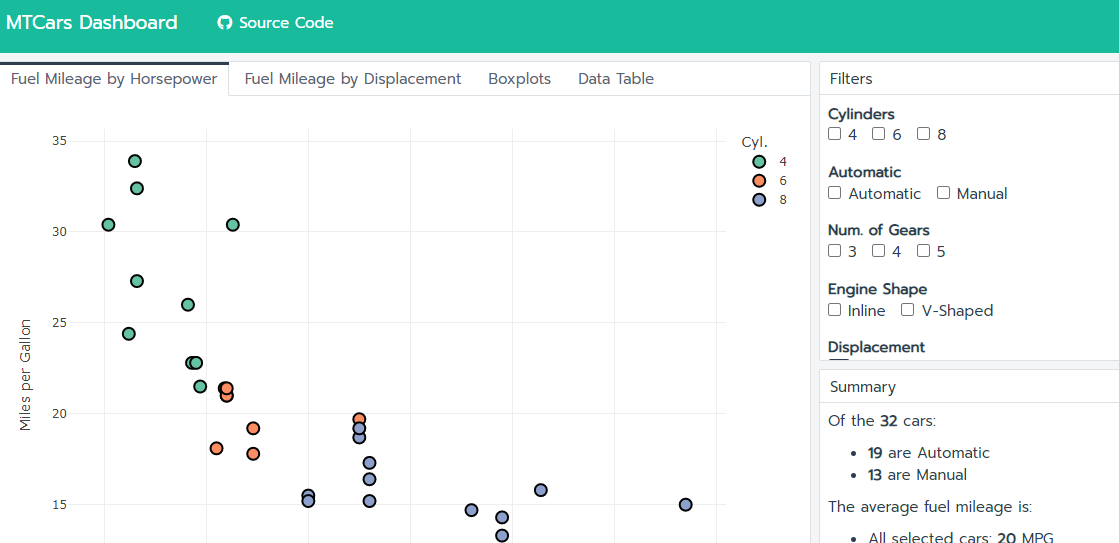 MTCars Dashboard Source Code
Fuel Mileage by Horsepower Fuel Mileage by Displacement Boxplots Data Table
35
30
25
20
15
Miles per Gallon
Cyl.
4
6
8
Filters
Cylinders
4 6 8
Automatic
Automatic Manual
Num. of Gears
3 4 5
Engine Shape
Inline V-Shaped
Displacement
Summary
Of the 32 cars:
• 19 are Automatic
• 13 are Manual
The average fuel mileage is:
• All selected cars: 20 MPG